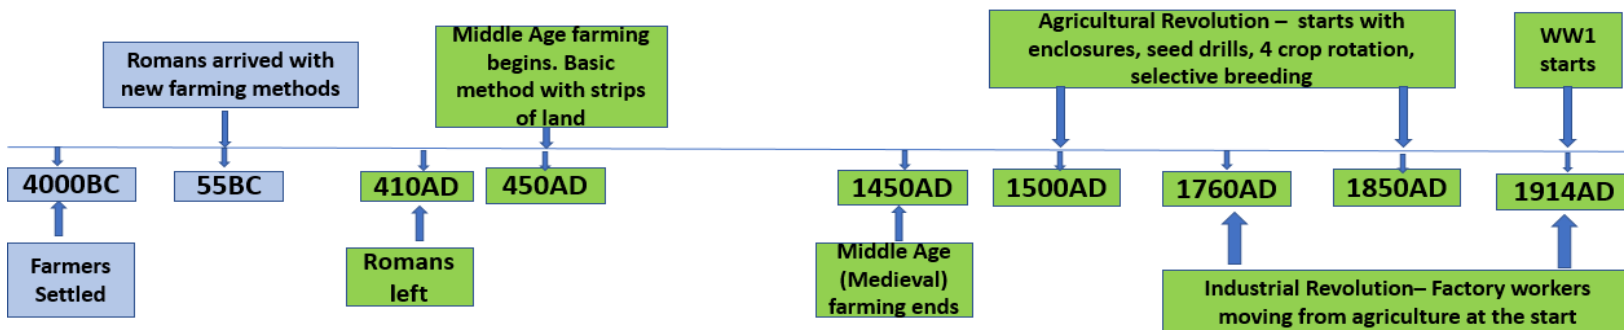 Romans arrived with
new farming methods
Middle Age farming
begins. Basic
method with strips
of land
Agricultural Revolution – starts with
enclosures, seed drills, 4 crop rotation,
selective breeding
WW1
starts
4000BC
55BC
410AD
450AD
1450AD
1500AD
1760AD
1850AD
1914AD
Farmers
Settled
Romans
left
Middle Age
(Medieval)
farming ends
Industrial Revolution– Factory workers
moving from agriculture at the start